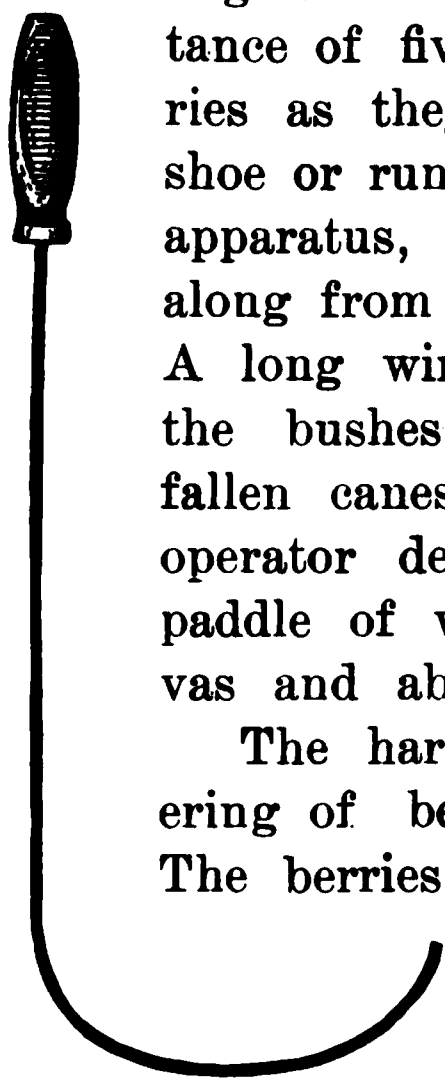 tance of fiv
ries as the
shoe or run
apparatus,
along from
A long wi
the bushes
fallen canes
operator de
paddle of
vas and ab
The har
ering of be
The berries